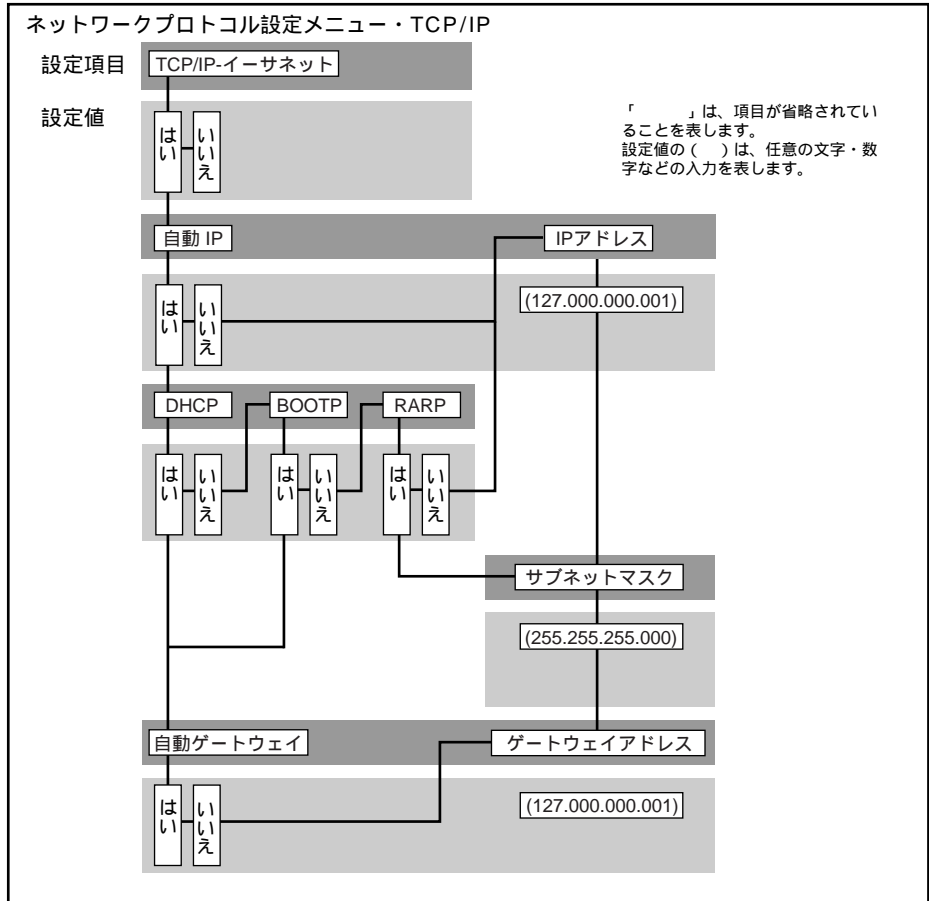 ネットワークプロトコル設定メニュー・TCP/IP
設定項目
TCP/IP-イーサネット
設定値
はい
いいえ
「　　」は、項目が省略されてい
ることを表します。
設定値の（　）は、任意の文字・数
字などの入力を表します。
自動 IP
IPアドレス
はい
いいえ
(127.000.000.001)
DHCP
BOOTP
RARP
はい
いいえ
はい
いいえ
はい
いいえ
サブネットマスク
(255.255.255.000)
自動ゲートウェイ
ゲートウェイアドレス
はい
いいえ
(127.000.000.001)